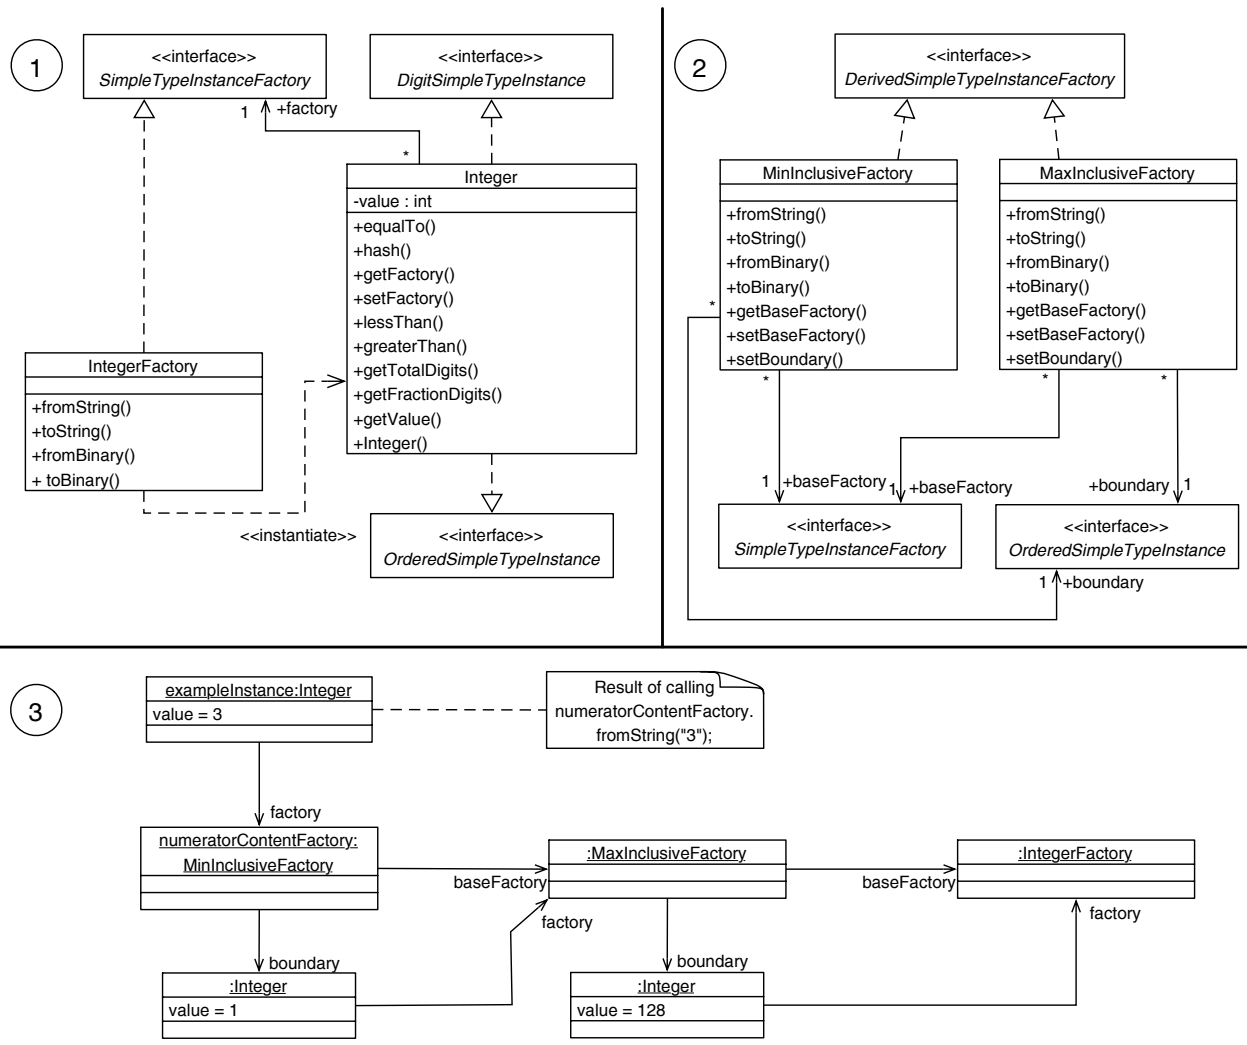 1
<<interface>>
SimpleTypeInstanceFactory
<<interface>>
DigitSimpleTypeInstance
1
+factory
*
Integer
-value : int
+equalTo()
+hash()
+getFactory()
+setFactory()
+lessThan()
+greaterThan()
+getTotalDigits()
+getFractionDigits()
+getValue()
+Integer()
IntegerFactory
+fromString()
+toString()
+fromBinary()
+ toBinary()
<<instantiate>>
<<interface>>
OrderedSimpleTypeInstance
2
<<interface>>
DerivedSimpleTypeInstanceFactory
MinInclusiveFactory
+fromString()
+toString()
+fromBinary()
+toBinary()
+getBaseFactory()
+setBaseFactory()
+setBoundary()
MaxInclusiveFactory
+fromString()
+toString()
+fromBinary()
+toBinary()
+getBaseFactory()
+setBaseFactory()
+setBoundary()
*
*
*
*
1
+baseFactory
1
+baseFactory
+boundary
1
<<interface>>
SimpleTypeInstanceFactory
<<interface>>
OrderedSimpleTypeInstance
1
+boundary
3
exampleInstance:Integer
value = 3
Result of calling
numeratorContentFactory.
fromString("3");
factory
numeratorContentFactory:
MinInclusiveFactory
baseFactory
:MaxInclusiveFactory
baseFactory
:IntegerFactory
boundary
factory
boundary
factory
:Integer
value = 1
:Integer
value = 128